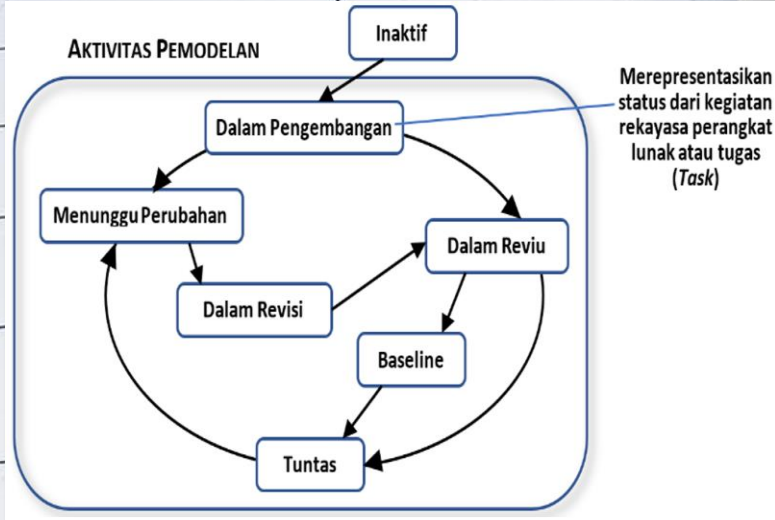 AKTIVITAS PEMODELAN
Inaktif
Dalam Pengembangan
Merepresentasikan
status dari kegiatan
rekayasa perangkat
lunak atau tugas
(Task)
Menunggu Perubahan
Dalam Reviu
Dalam Revisi
Baseline
Tuntas